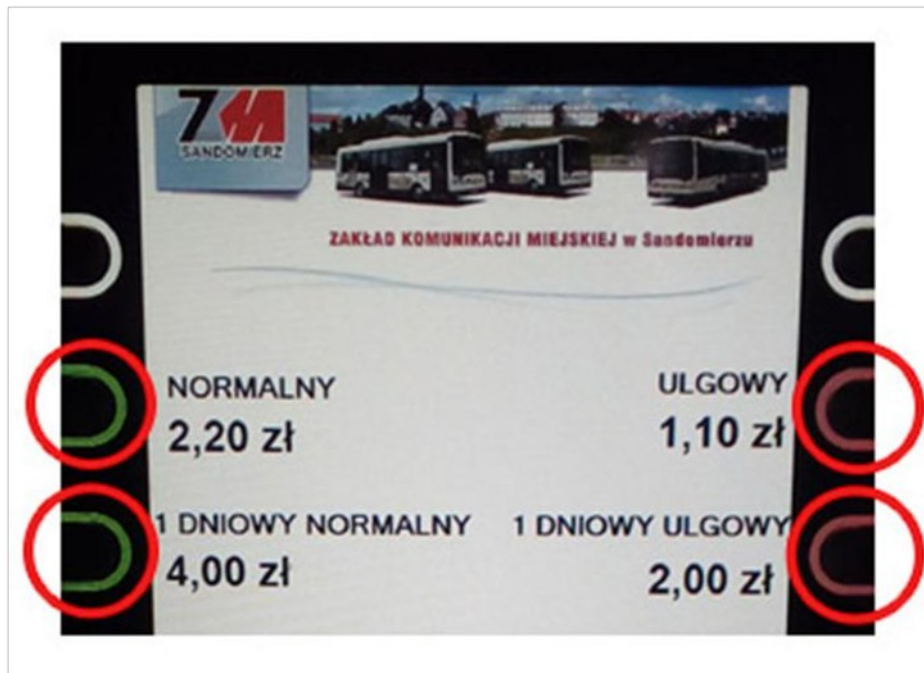 7M
SANDOMIERZ
ZAKŁAD KOMUNIKACJI MIEJSKIEJ w Sandomierzu
NORMALNY
2,20 zł
ULGOWY
1,10 zł
1 DNIOWY NORMALNY
4,00 zł
1 DNIOWY ULGOWY
2,00 zł